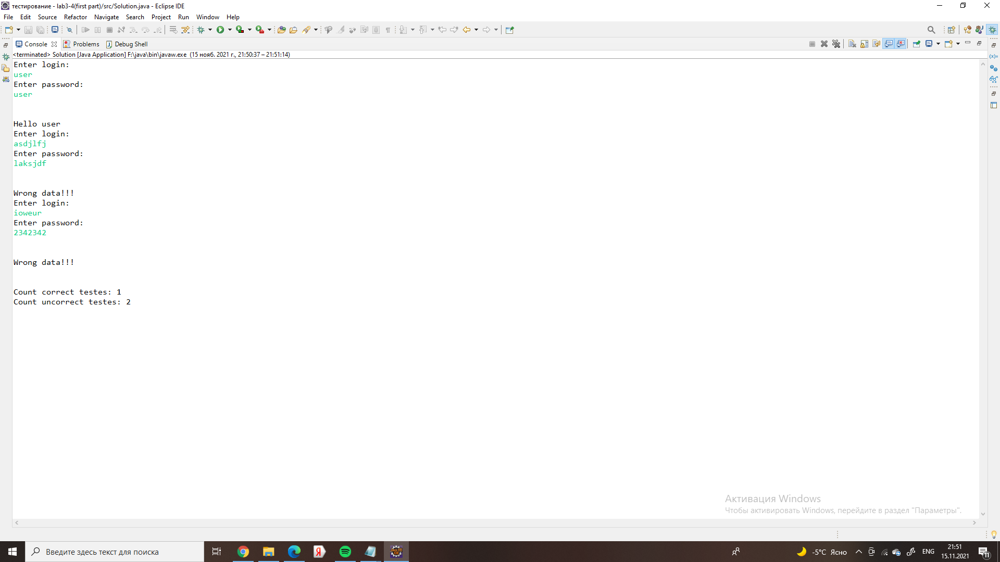 тестирование - lab3-4(first part)/src/Solution.java - Eclipse IDE
File Edit Source Refactor Navigate Search Project Run Window Help
Console Problems Debug Shell
<terminated> Solution [Java Application] F:\java\bin\javaw.exe (15 нояб. 2021 г., 21:50:37 – 21:51:14)
Enter login:
user
Enter password:
user
Hello user
Enter login:
asdjlfj
Enter password:
laksjdf
Wrong data!!!
Enter login:
ioweur
Enter password:
2342342
Wrong data!!!
Count correct testes: 1
Count uncorrect testes: 2
Активация Windows
Чтобы активировать Windows, перейдите в раздел "Параметры".
Введите здесь текст для поиска
-5°C Ясно
ENG
21:51
15.11.2021
11